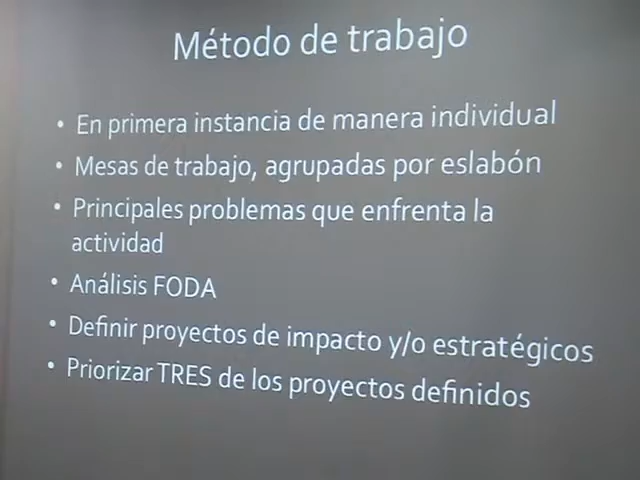 Método de trabajo
• En primera instancia de manera individual
• Mesas de trabajo, agrupadas por eslabón
• Principales problemas que enfrenta la
actividad
• Análisis FODA
• Definir proyectos de impacto y/o estratégicos
• Priorizar TRES de los proyectos definidos